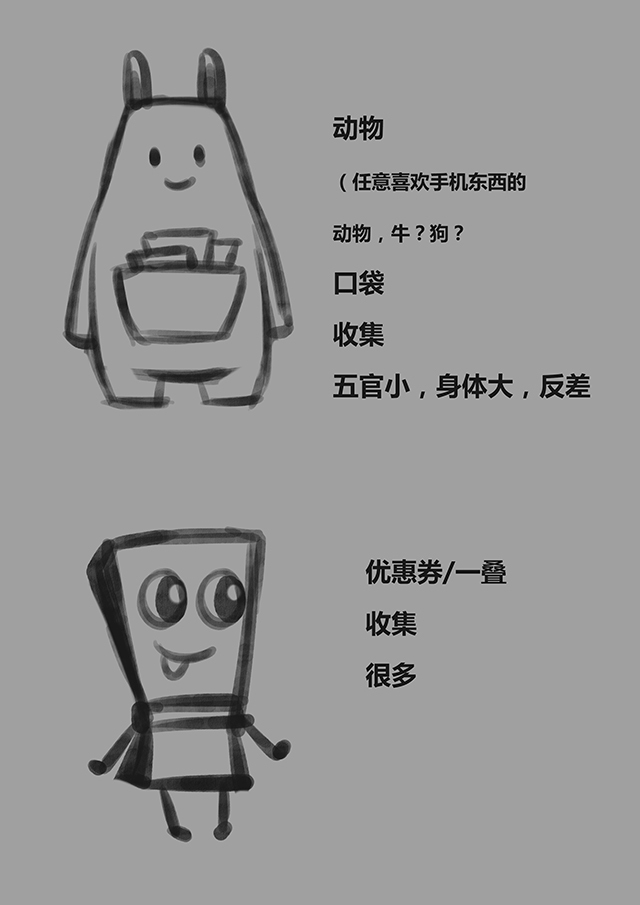 动物
（任意喜欢手机东西的
动物，牛？狗？
口袋
收集
五官小，身体大，反差
优惠券/一叠
收集
很多